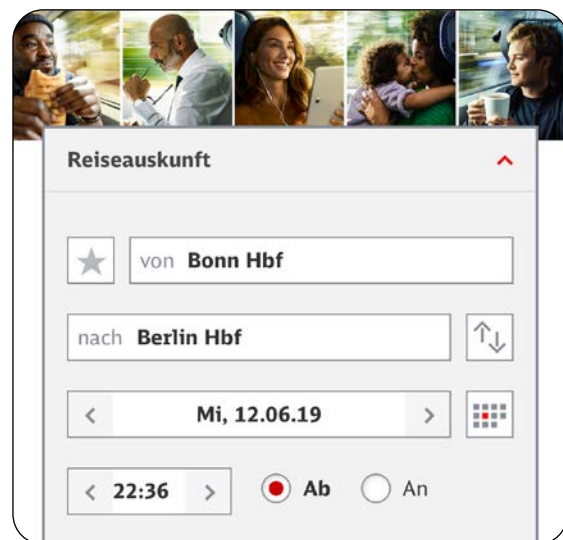 Reiseauskunft
von Bonn Hbf
nach Berlin Hbf
Mi, 12.06.19
22:36 Ab An